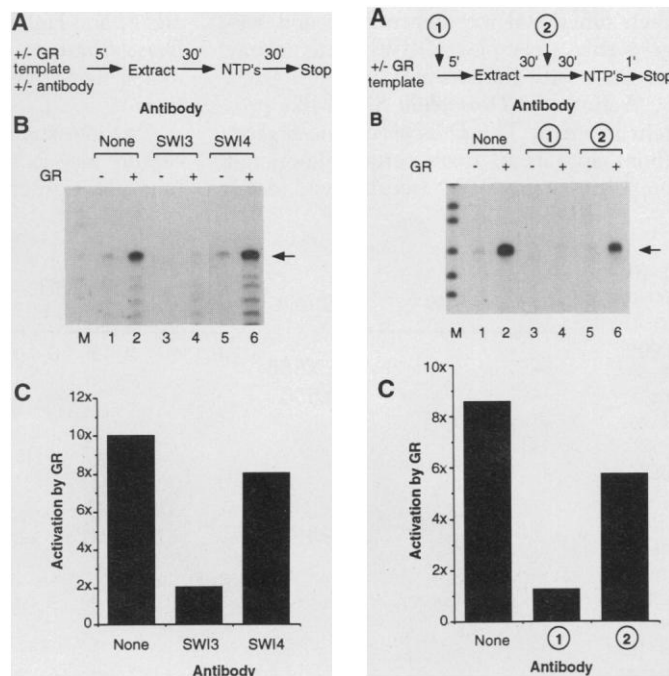 A
+/- GR
template
+/- antibody
5'
Extract
30'
NTP's
30'
Stop
B
Antibody
None SWI3 SWI4
GR - + - + - +
M 1 2 3 4 5 6
C
Activation by GR
12x
10x
8x
6x
4x
2x
0
None SWI3 SWI4
Antibody
A
1 2
+/- GR
template
5'
Extract
30' 30'
NTP's
1'
Stop
B
Antibody
None 1 2
GR - + - + - +
M 1 2 3 4 5 6
C
Activation by GR
10x
8x
6x
4x
2x
0
None 1 2
Antibody